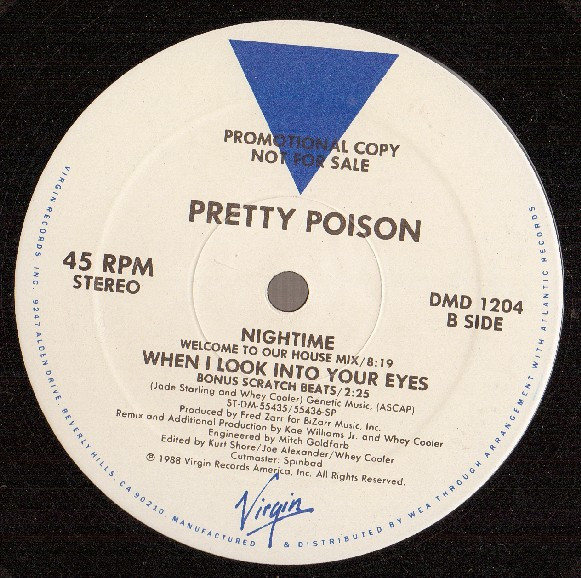 PROMOTIONAL COPY
NOT FOR SALE
PRETTY POISON
45 RPM
STEREO
DMD 1204
B SIDE
NIGHTIME
WELCOME TO OUR HOUSE MIX/8:19
WHEN I LOOK INTO YOUR EYES
BONUS SCRATCH BEATS/2:25
(Jade Starling and Whey Cooler) Genetic Music. (ASCAP)
ST-DM-55435/55436-SP
Produced by Fred Zarr for BiZarr Music, Inc.
Remix and Additional Production by Kae Williams Jr. and Whey Cooler
Engineered by Mitch Goldfarb
Edited by Kurt Shore/Joe Alexander/Whey Cooler
Cutmaster: Spinbad
℗ 1988 Virgin Records America, Inc. All Rights Reserved.
Virgin
VIRGIN RECORDS, INC. 9247 ALDEN DRIVE, BEVERLY HILLS, CA 90210 MANUFACTURED & DISTRIBUTED BY WEA THROUGH ARRANGEMENT WITH ATLANTIC RECORDS